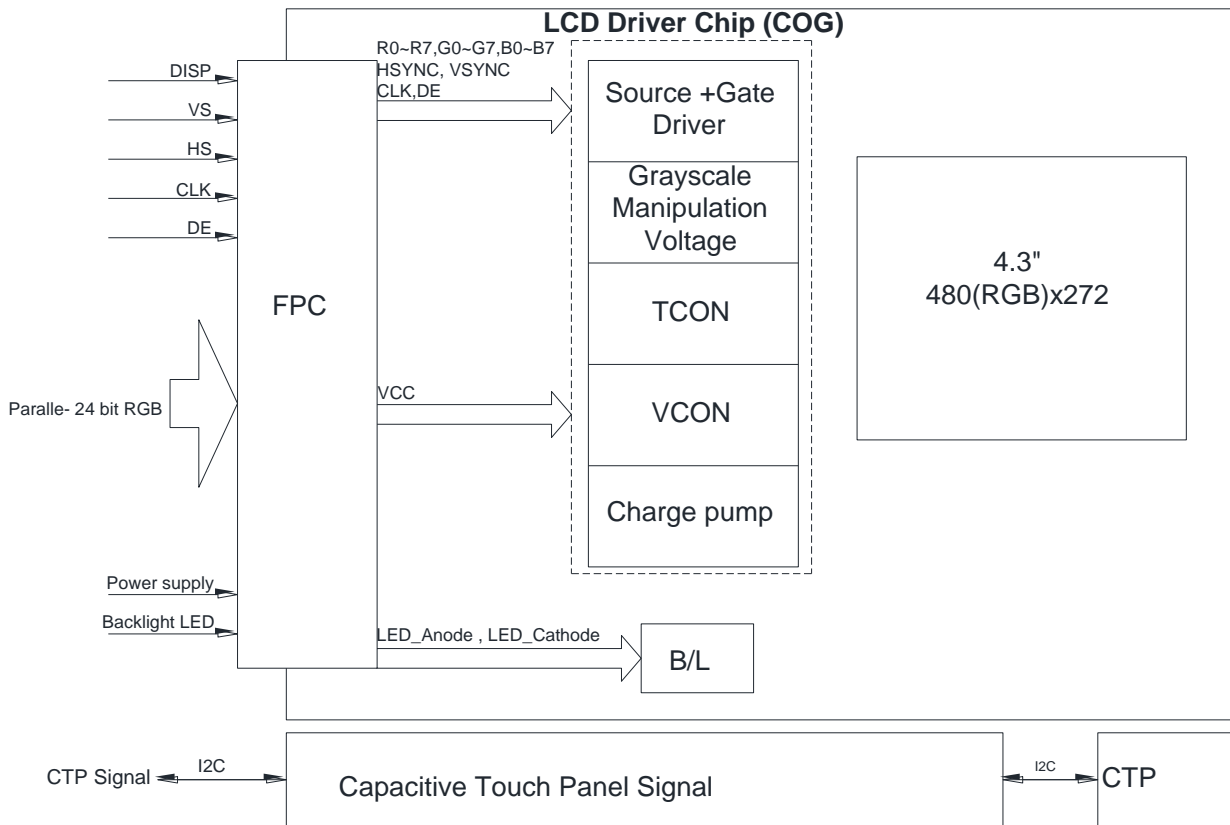 LCD Driver Chip (COG)
R0~R7,G0~G7,B0~B7
HSYNC, VSYNC
CLK,DE
DISP
VS
HS
CLK
DE
FPC
Paralle- 24 bit RGB
Power supply
Backlight LED
VCC
LED_Anode , LED_Cathode
Source +Gate
Driver
Grayscale
Manipulation
Voltage
TCON
VCON
Charge pump
B/L
4.3"
480(RGB)x272
CTP Signal
I2C
Capacitive Touch Panel Signal
I2C
CTP